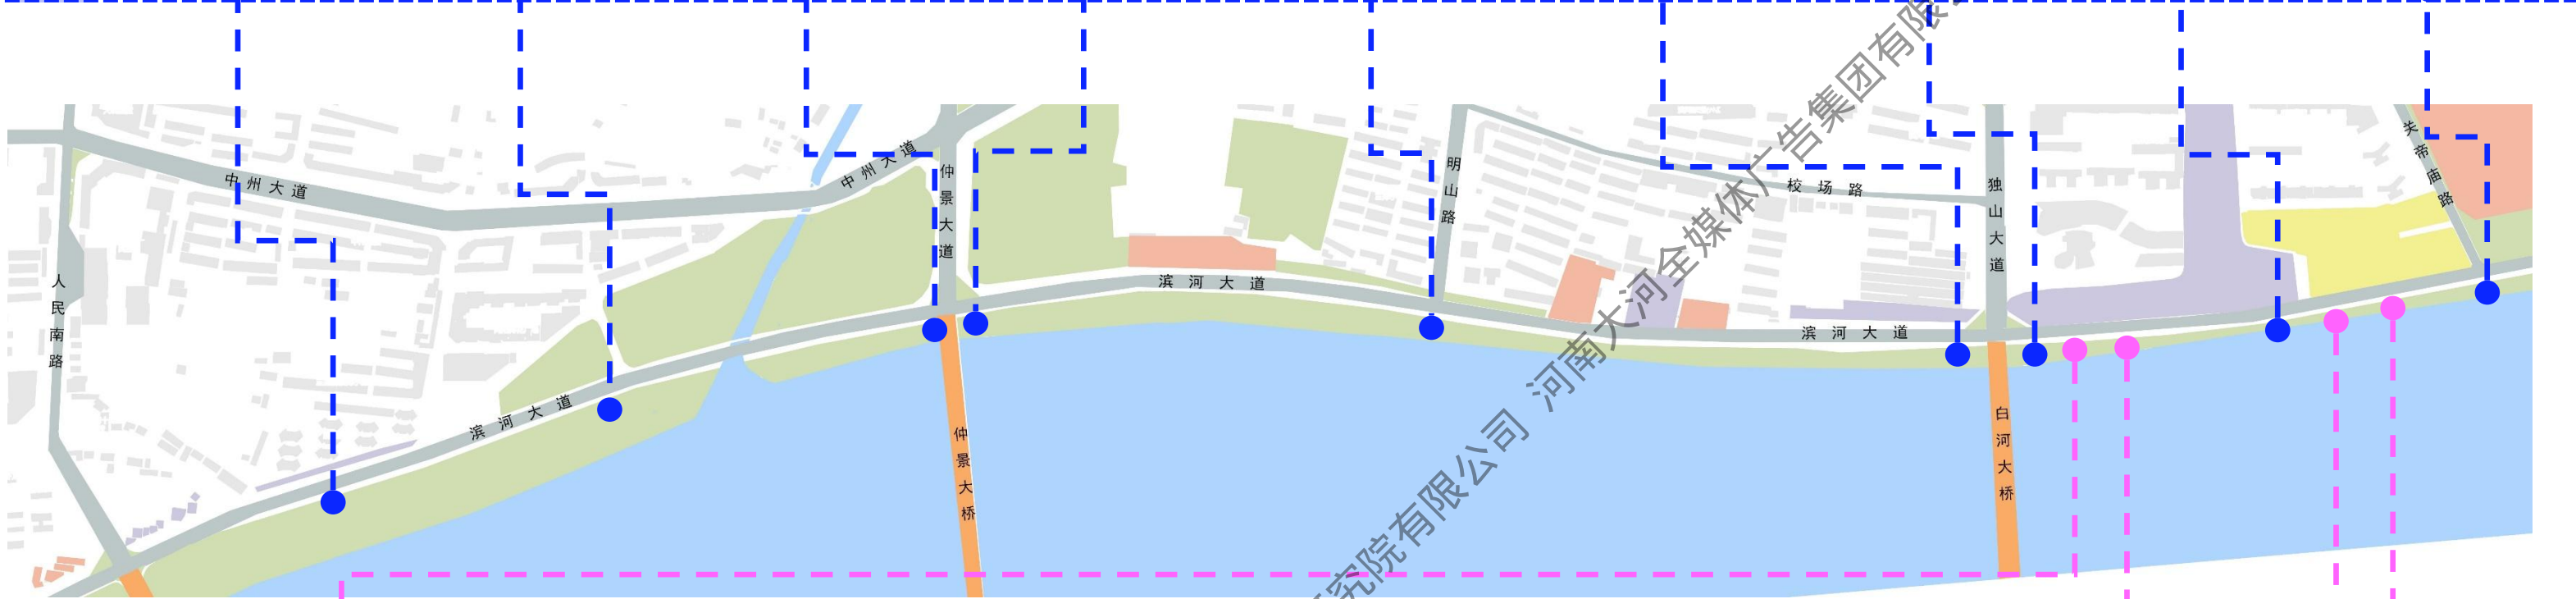 中州大道
中州大道
仲景大道
明山路
校场路
独山大道
关帝庙路
人民南路
滨河大道
滨河大道
滨河大道
仲景大桥
白河大桥
研究院有限公司 河南大河全媒体广告集团有限